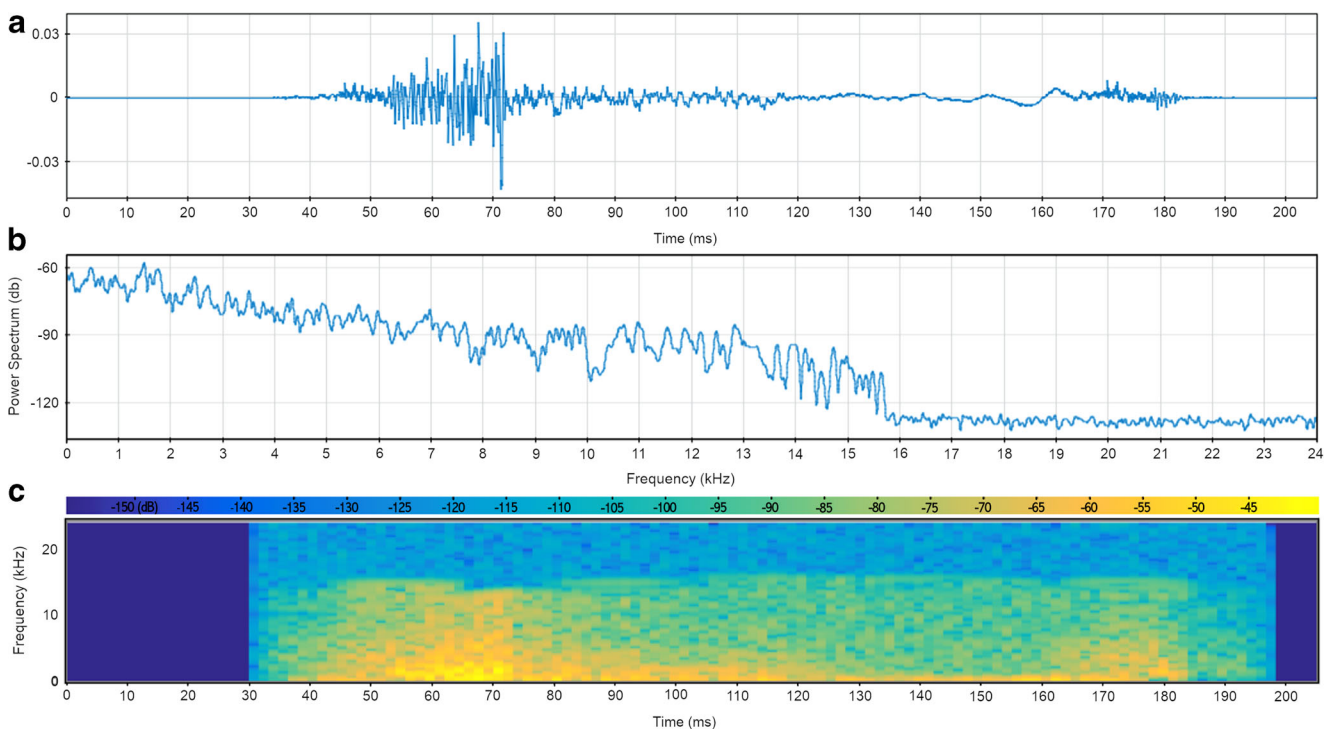 a
0.03
0
-0.03
0 10 20 30 40 50 60 70 80 90 100 110 120 130 140 150 160 170 180 190 200
Time (ms)
b
Power Spectrum (db)
-60
-90
-120
0 1 2 3 4 5 6 7 8 9 10 11 12 13 14 15 16 17 18 19 20 21 22 23 24
Frequency (kHz)
c
-150 (dB) -145 -140 -135 -130 -125 -120 -115 -110 -105 -100 -95 -90 -85 -80 -75 -70 -65 -60 -55 -50 -45
Frequency (kHz)
20
10
0
0 10 20 30 40 50 60 70 80 90 100 110 120 130 140 150 160 170 180 190 200
Time (ms)